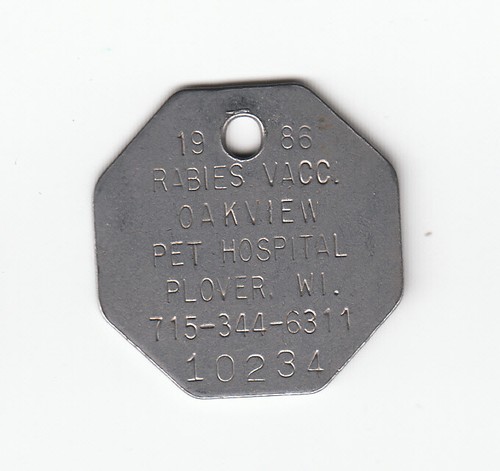 19 86
RABIES VACC.
OAKVIEW
PET HOSPITAL
PLOVER, WI.
715-344-6311
10234